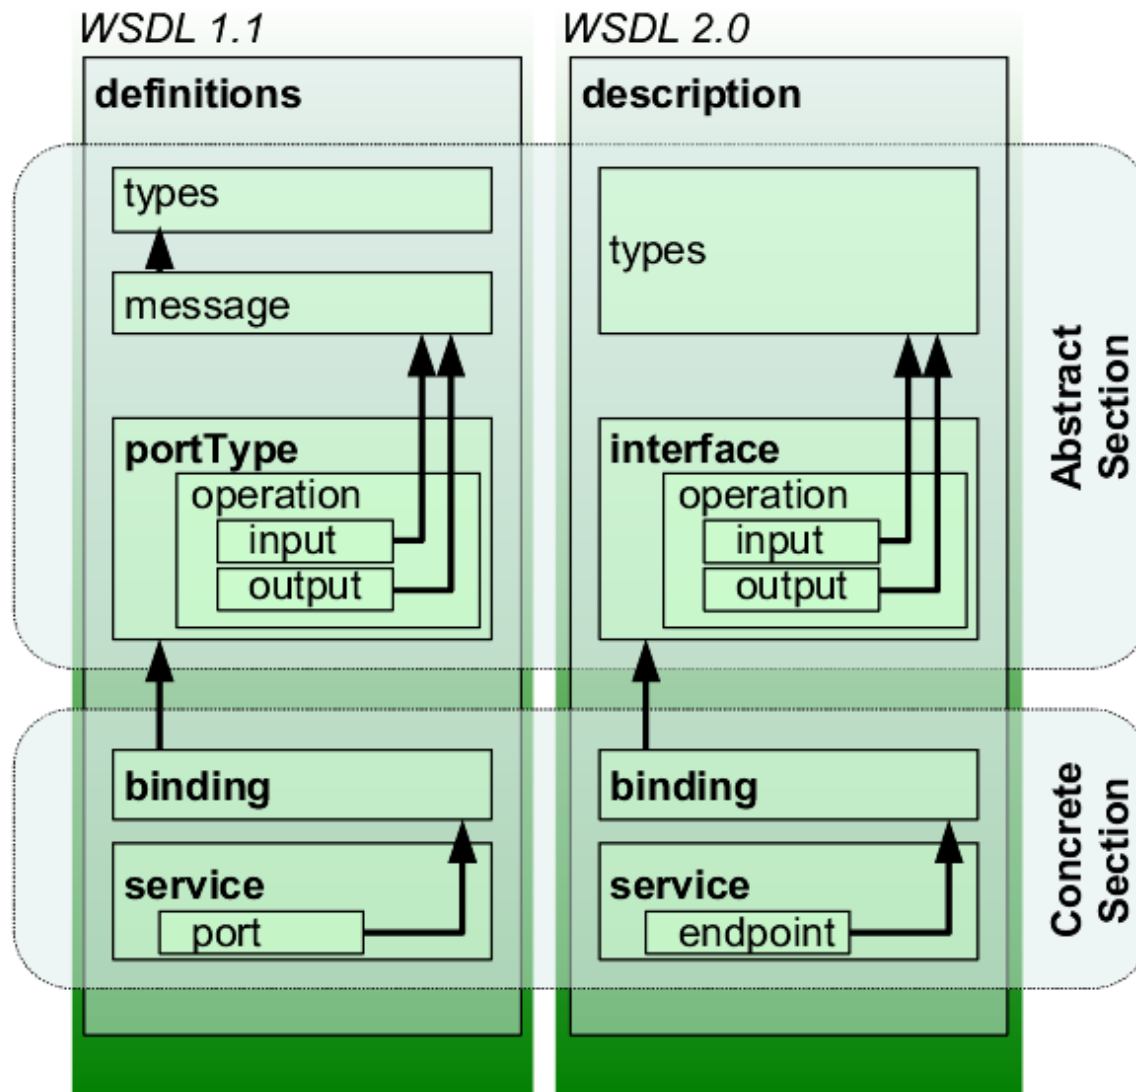 WSDL 1.1
definitions
types
message
portType
operation
input
output
binding
service
port
WSDL 2.0
description
types
interface
operation
input
output
binding
service
endpoint
Abstract
Section
Concrete
Section